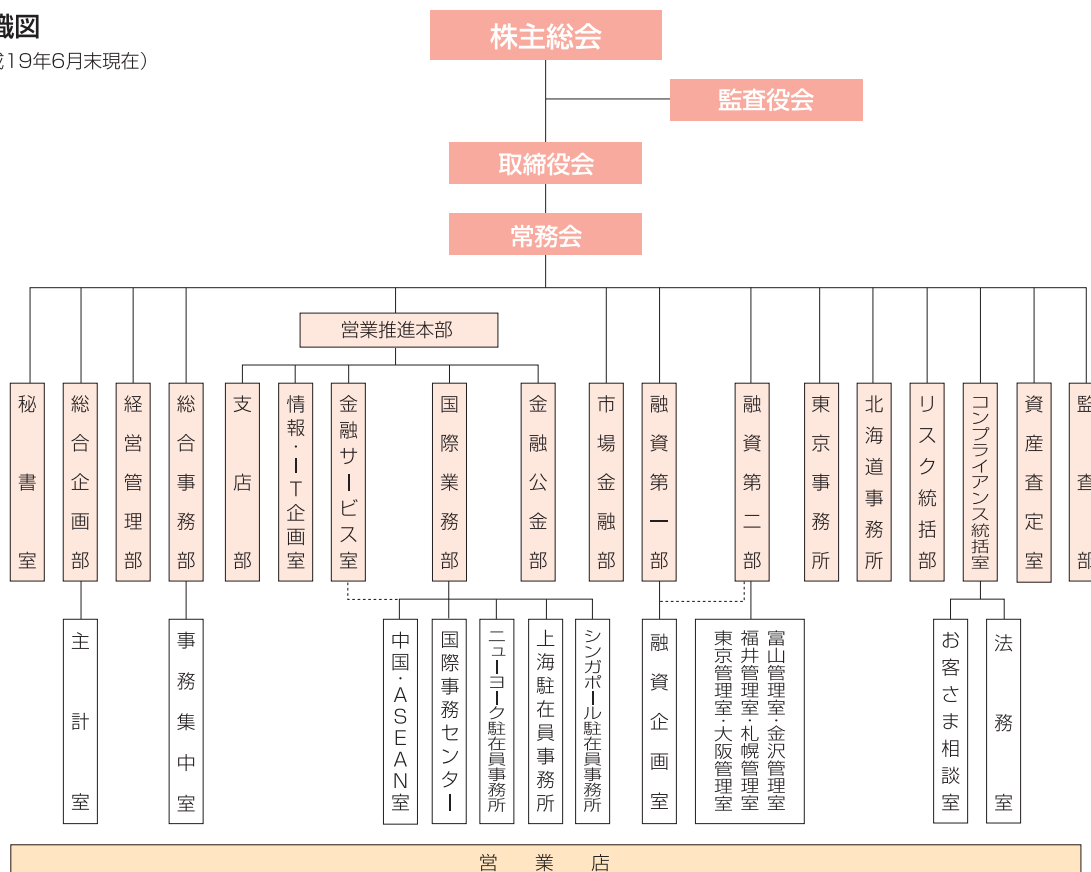 織図
成19年6月末現在）
株主総会
監査役会
取締役会
常務会
営業推進本部
秘書室
総合企画部
経営管理部
総合事務部
支店部
情報・IT企画室
金融サービス室
国際業務部
金融公金部
市場金融部
融資第一部
融資第二部
東京事務所
北海道事務所
リスク統括部
コンプライアンス統括室
資産査定室
監査部
主計室
事務集中室
中国・ASEAN室
国際事務センター
ニューヨーク駐在員事務所
上海駐在員事務所
シンガポール駐在員事務所
融資企画室
富山管理室・金沢管理室
福井管理室・札幌管理室
東京管理室・大阪管理室
お客さま相談室
法務室
営業店